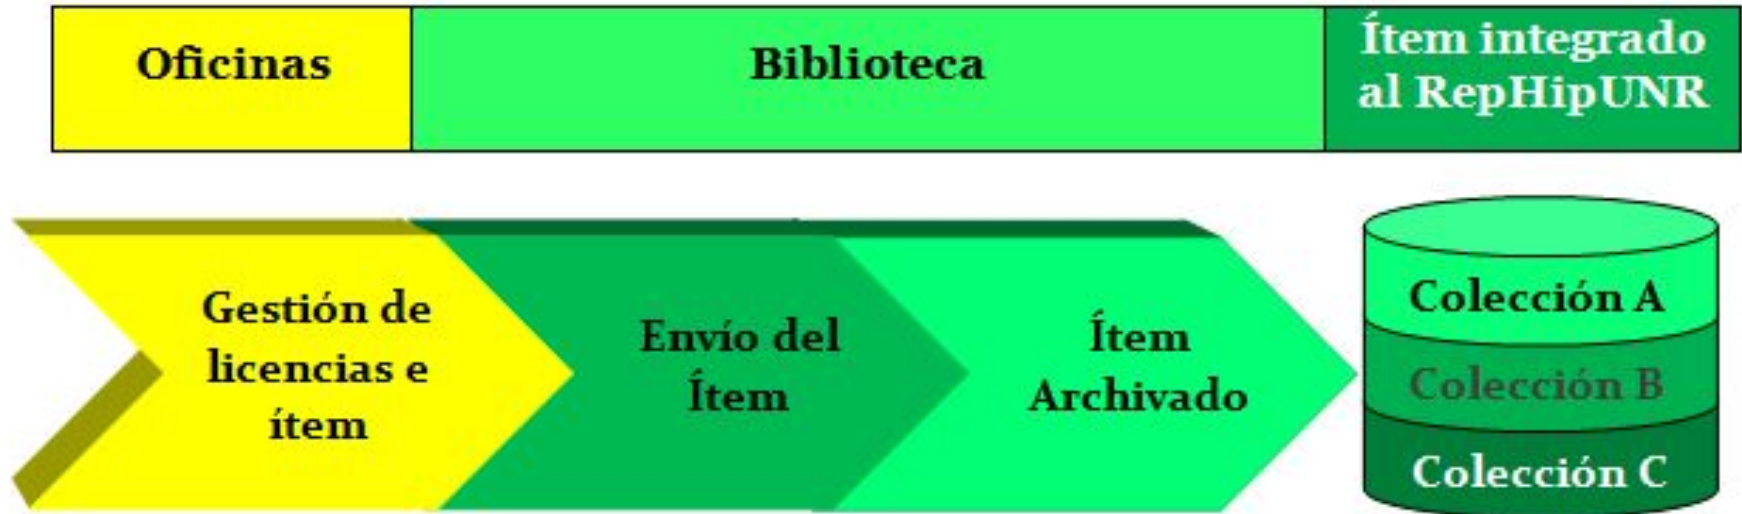 Oficinas
Biblioteca
Ítem integrado
al RepHipUNR
Gestión de
licencias e
ítem
Envío del
Ítem
Ítem
Archivado
Colección A
Colección B
Colección C